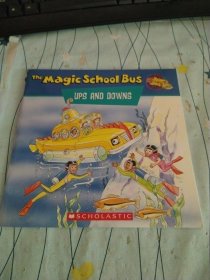 The Magic School Bus
UPS AND DOWNS
SCHOLASTIC